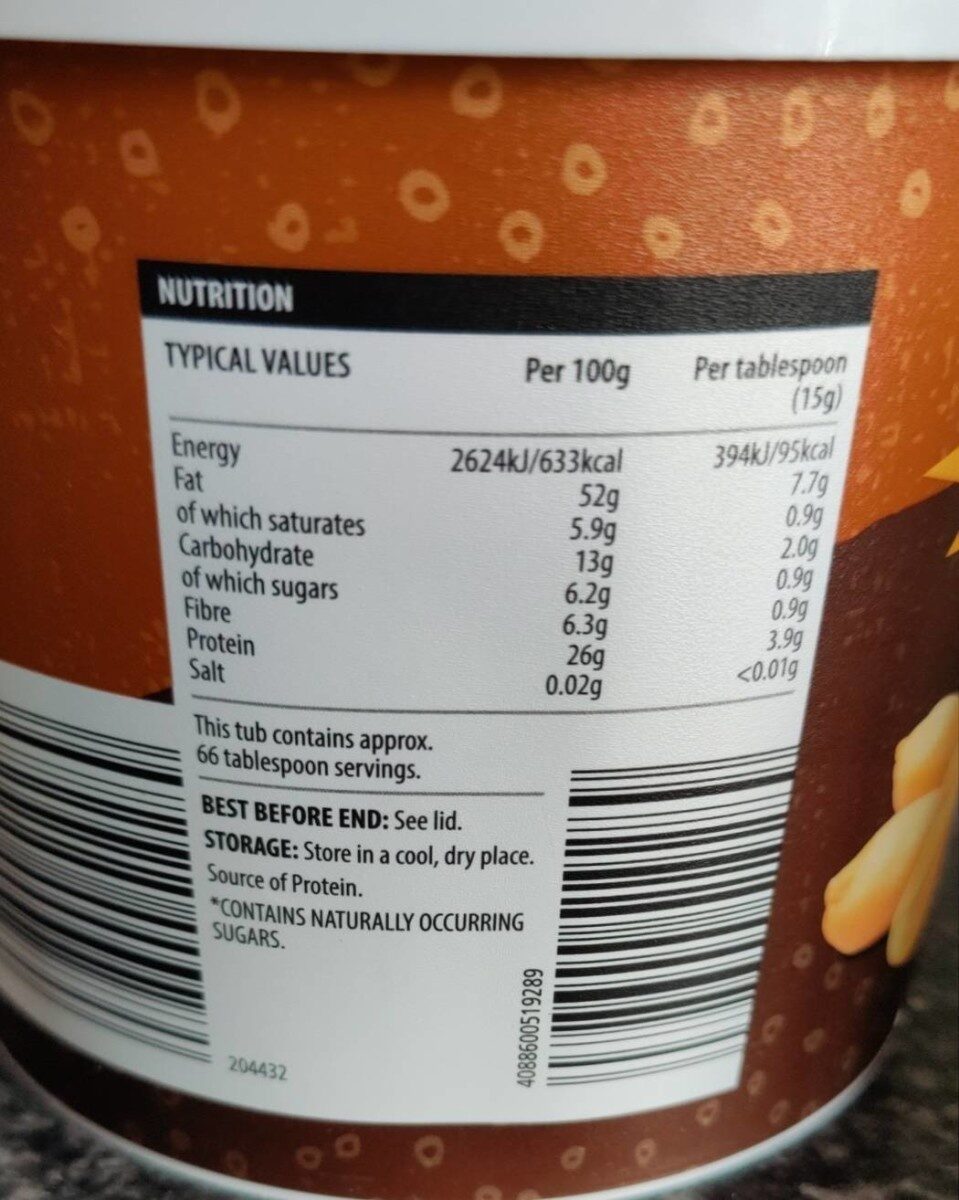 NUTRITION
TYPICAL VALUES Per 100g Per tablespoon
(15g)
Energy 2624kJ/633kcal 394kJ/95kcal
Fat 52g 7.7g
of which saturates 5.9g 0.9g
Carbohydrate 13g 2.0g
of which sugars 6.2g 0.9g
Fibre 6.3g 0.9g
Protein 26g 3.9g
Salt 0.02g <0.01g
This tub contains approx.
66 tablespoon servings.
BEST BEFORE END: See lid.
STORAGE: Store in a cool, dry place.
Source of Protein.
*CONTAINS NATURALLY OCCURRING
SUGARS.
204432
4088600519289